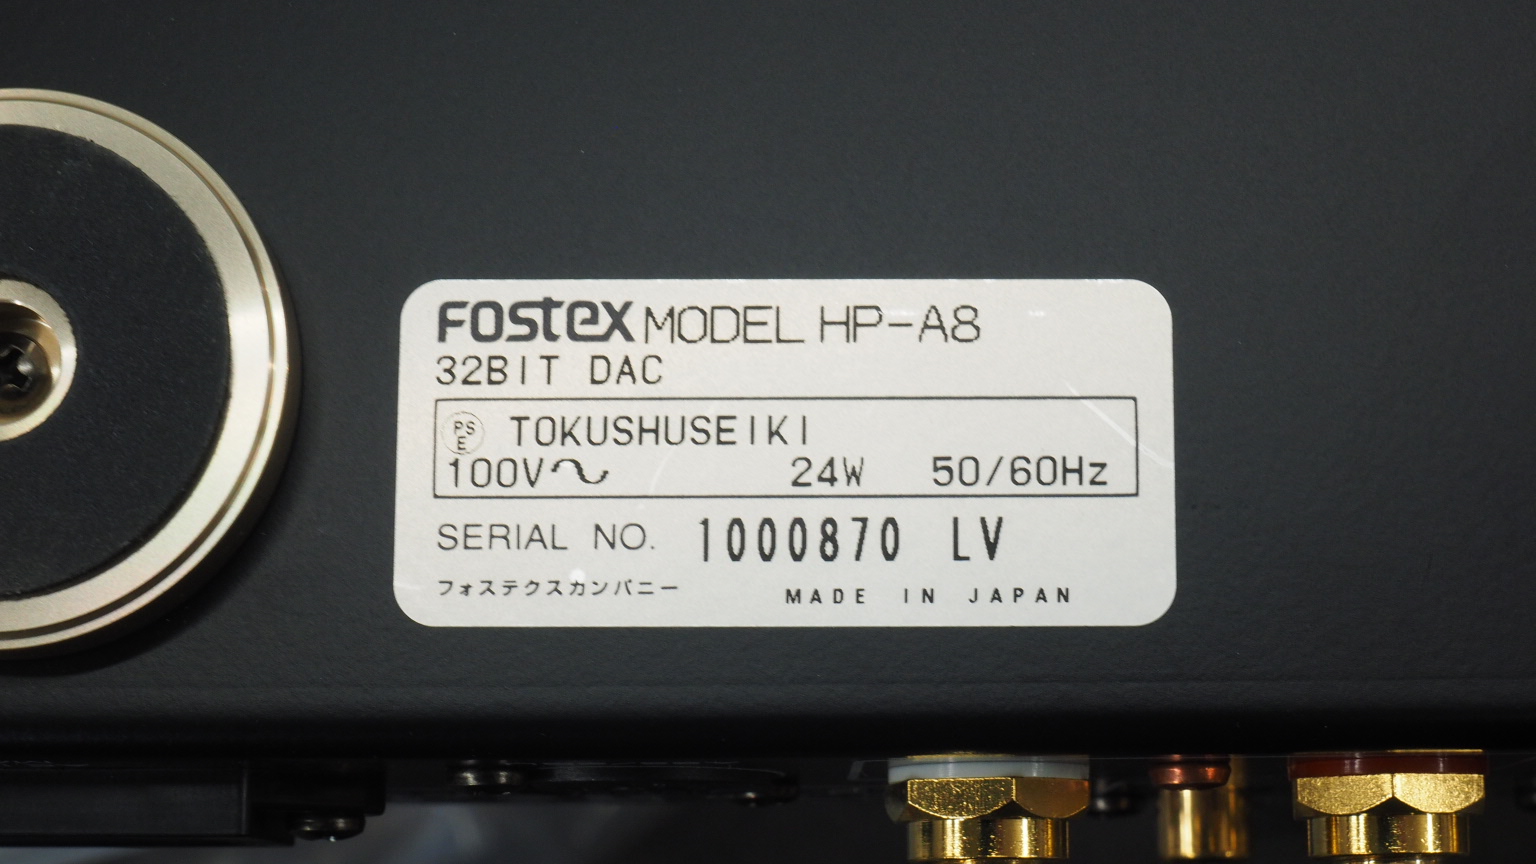 FOSTEX MODEL HP-A8
32BIT DAC
PS E TOKUSHUSEIKI
100V 24W 50/60Hz
SERIAL NO. 1000870 LV
フォステクスカンパニー MADE IN JAPAN